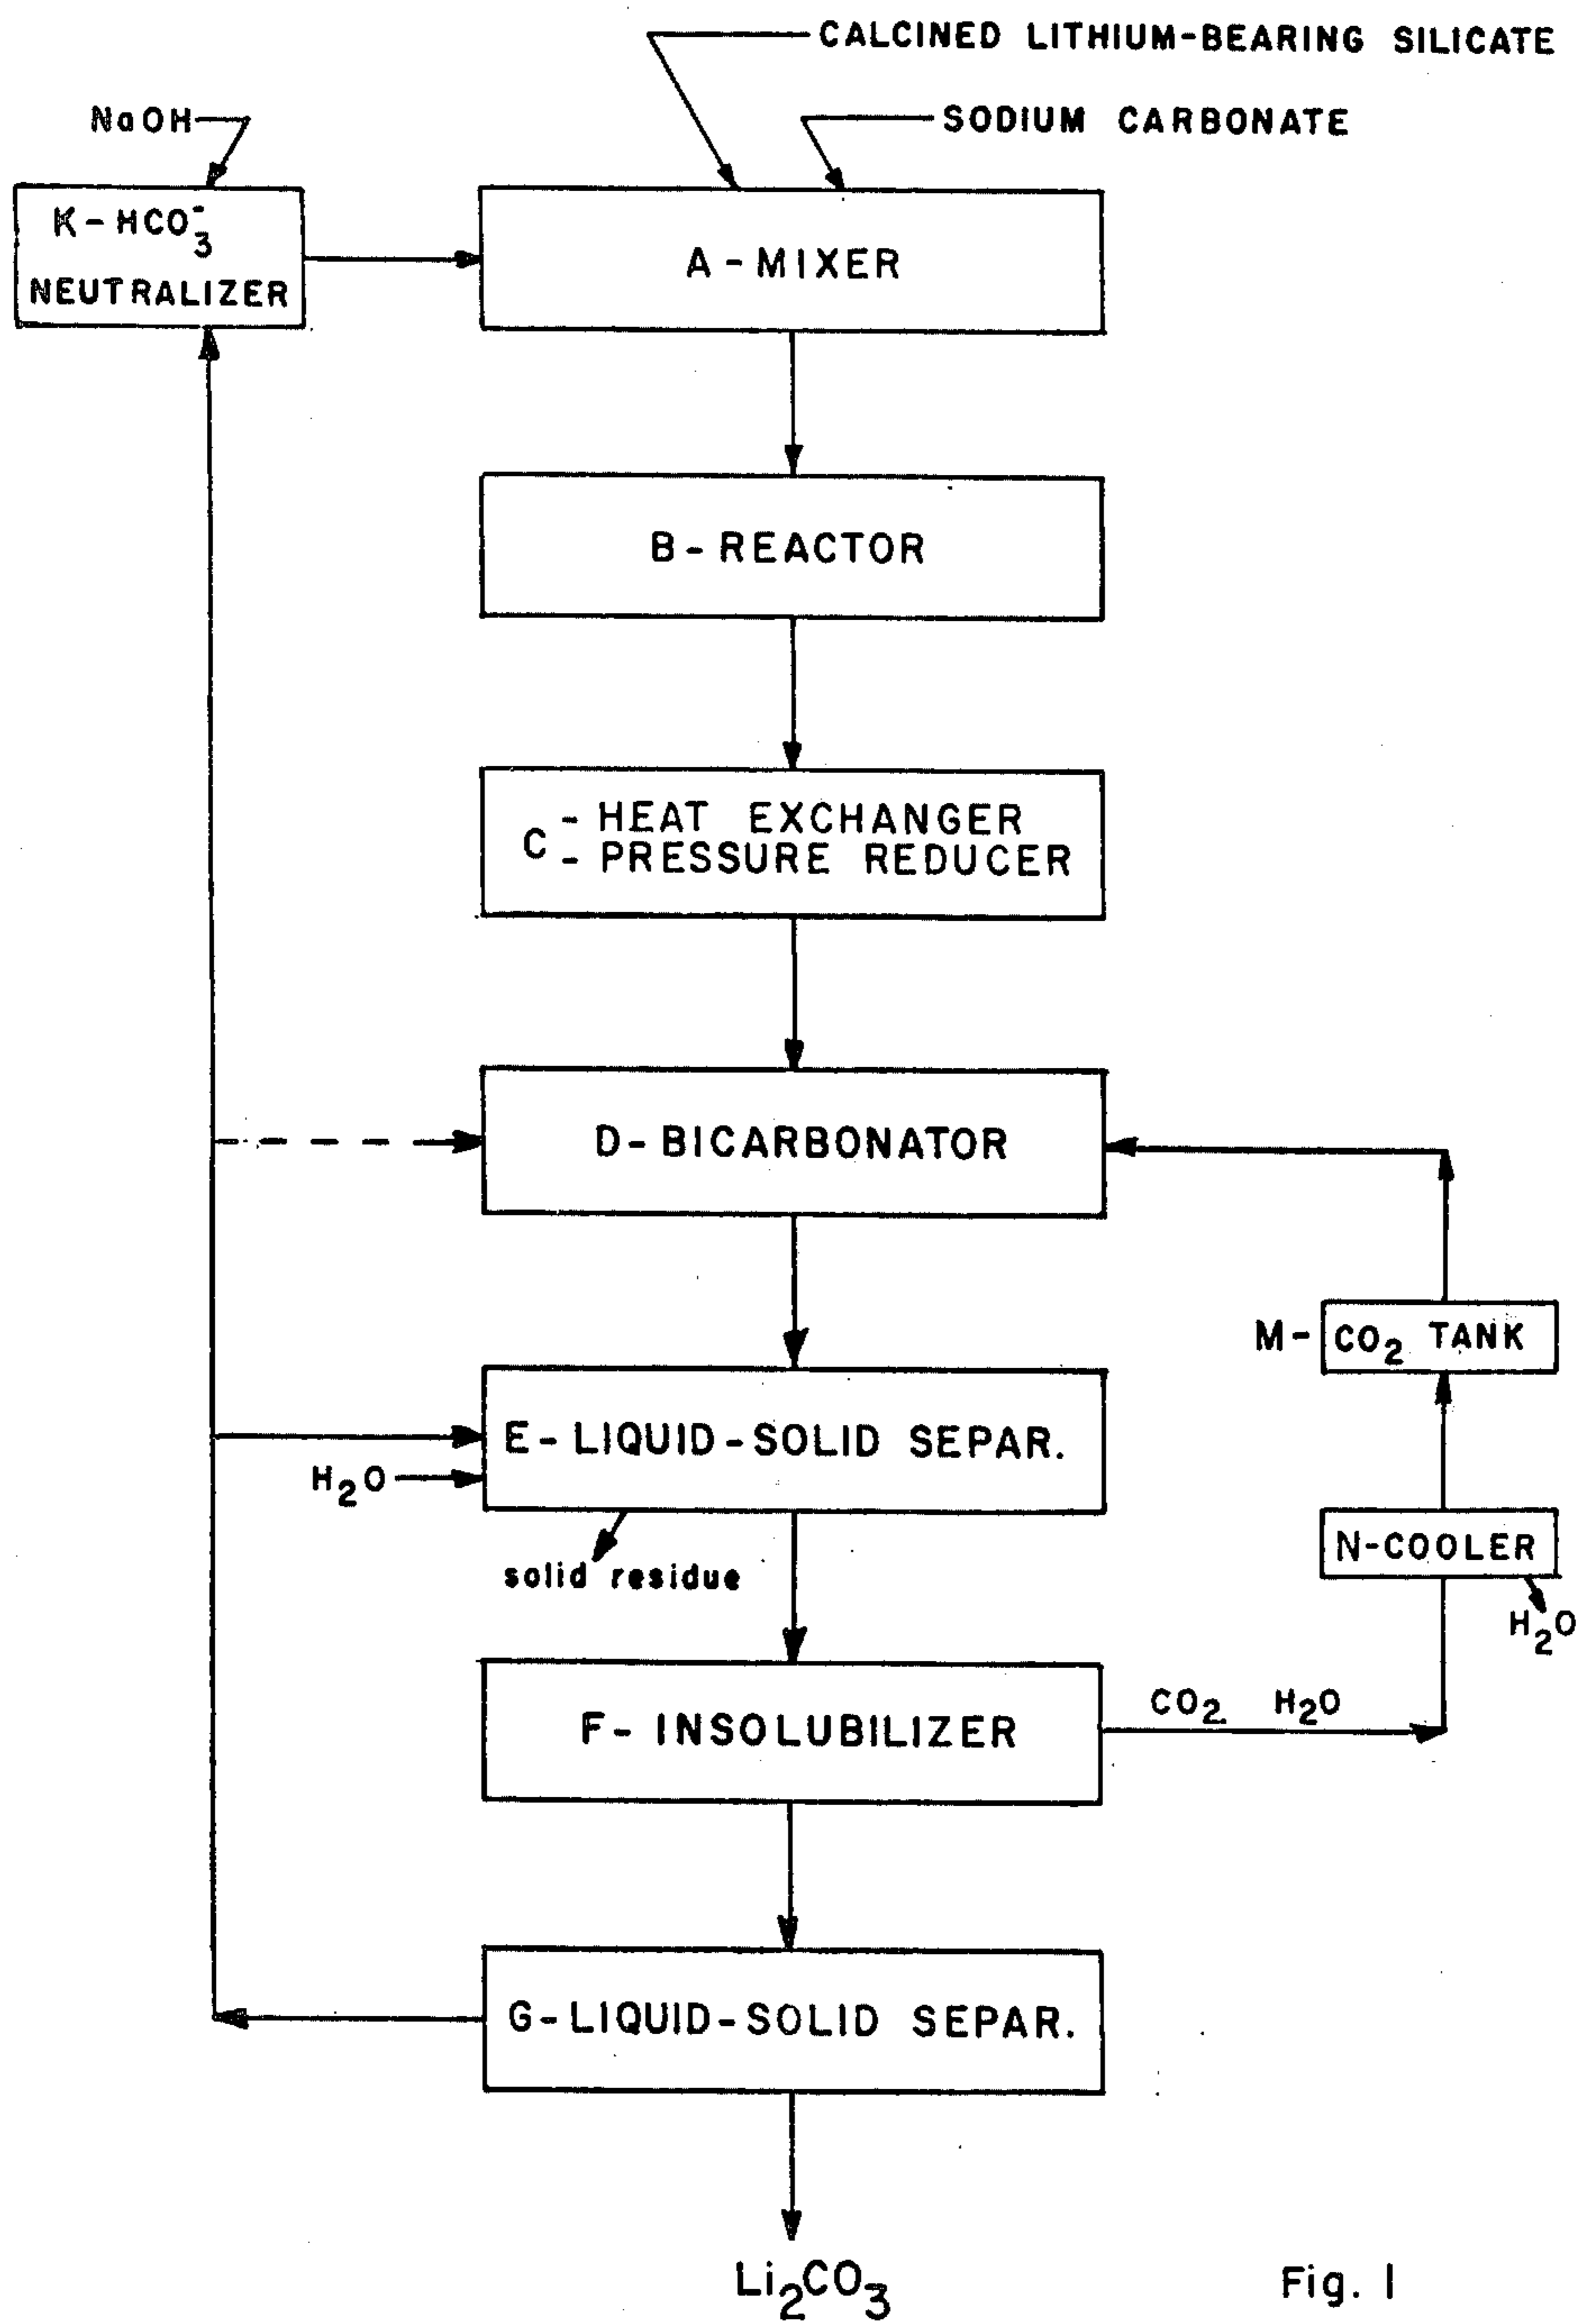 CALCINED LITHIUM-BEARING SILICATE
NaOH
SODIUM CARBONATE
K-HCO₃⁻
NEUTRALIZER
A-MIXER
B-REACTOR
C - HEAT EXCHANGER
- PRESSURE REDUCER
D-BICARBONATOR
M- CO₂ TANK
E-LIQUID-SOLID SEPAR.
H₂O
solid residue
N-COOLER
H₂O
F-INSOLUBILIZER
CO₂ H₂O
G-LIQUID-SOLID SEPAR.
Li₂CO₃
Fig. 1